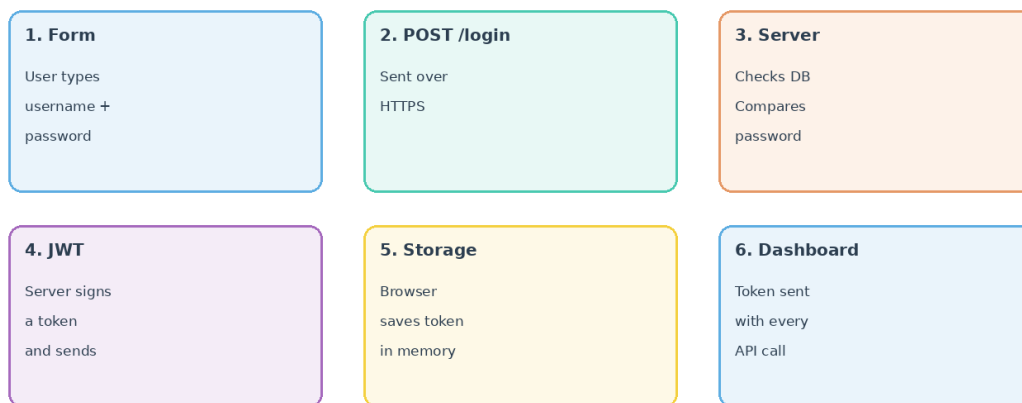 1. Form
User types
username +
password
2. POST /login
Sent over
HTTPS
3. Server
Checks DB
Compares
password
4. JWT
Server signs
a token
and sends
5. Storage
Browser
saves token
in memory
6. Dashboard
Token sent
with every
API call